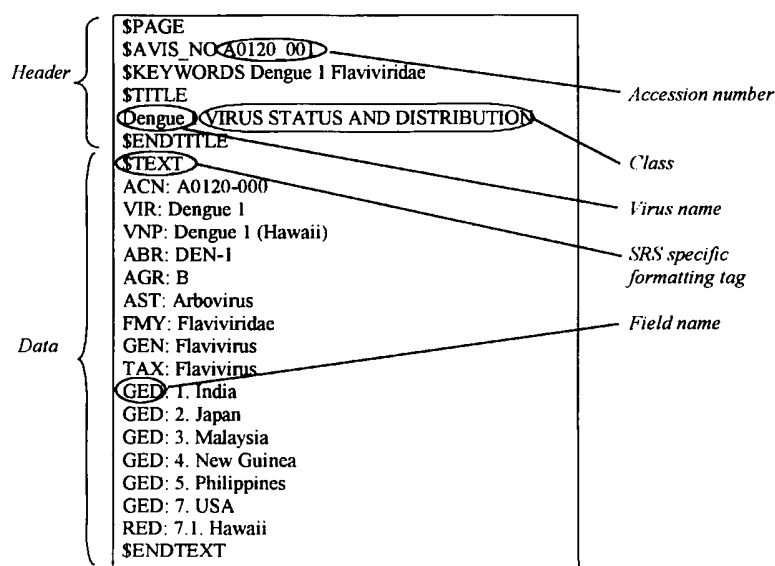 $PAGE
$AVIS_NO A0120_001
$KEYWORDS Dengue 1 Flaviviridae
$TITLE
Dengue 1 VIRUS STATUS AND DISTRIBUTION
$ENDTITLE
$TEXT
ACN: A0120-000
VIR: Dengue 1
VNP: Dengue 1 (Hawaii)
ABR: DEN-1
AGR: B
AST: Arbovirus
FMY: Flaviviridae
GEN: Flavivirus
TAX: Flavivirus
GED: 1. India
GED: 2. Japan
GED: 3. Malaysia
GED: 4. New Guinea
GED: 5. Philippines
GED: 7. USA
RED: 7.1. Hawaii
$ENDTEXT
Header
Data
Accession number
Class
Virus name
SRS specific
formatting tag
Field name